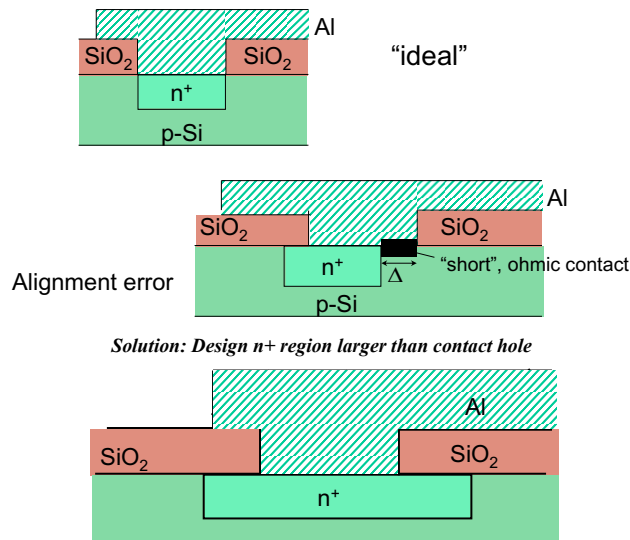 Al
SiO₂ SiO₂
“ideal”
n⁺
p-Si
Al
SiO₂ SiO₂
“short”, ohmic contact
n⁺
Δ
Alignment error
p-Si
Solution: Design n+ region larger than contact hole
Al
SiO₂ SiO₂
n⁺